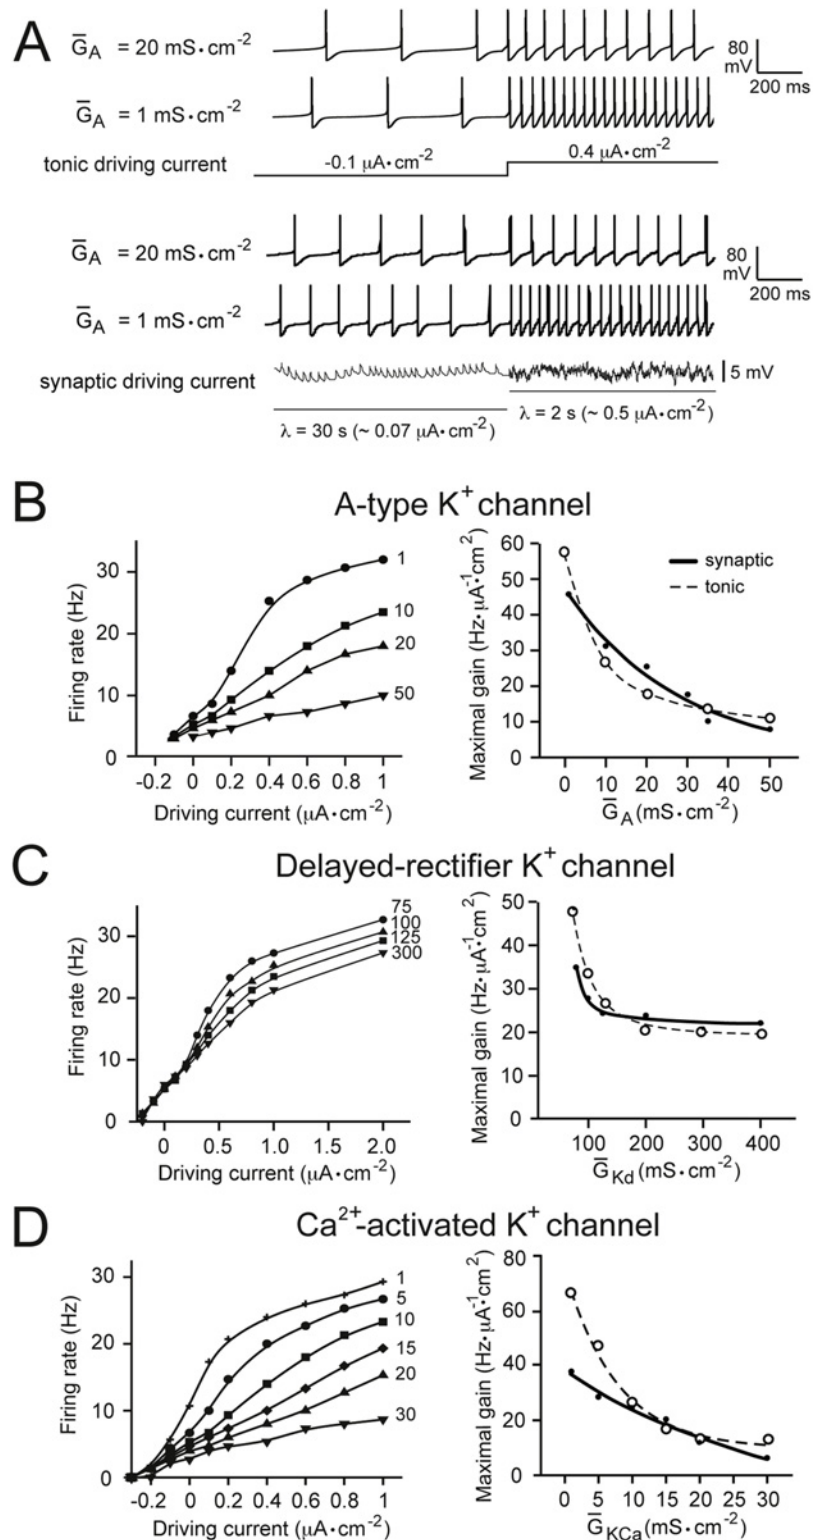 A
G̅A = 20 mS•cm-2
80
mV
200 ms
G̅A = 1 mS•cm-2
tonic driving current
-0.1 µA•cm-2
0.4 µA•cm-2
G̅A = 20 mS•cm-2
80
mV
200 ms
G̅A = 1 mS•cm-2
synaptic driving current
5 mV
λ = 30 s (~ 0.07 µA•cm-2)
λ = 2 s (~ 0.5 µA•cm-2)
B
A-type K+ channel
Firing rate (Hz)
30
20
10
0
-0.2 0 0.2 0.4 0.6 0.8 1
Driving current (µA•cm-2)
1
10
20
50
Maximal gain (Hz•µA-1•cm2)
60
50
40
30
20
10
0
0 10 20 30 40 50
G̅A (mS•cm-2)
synaptic
tonic
C
Delayed-rectifier K+ channel
Firing rate (Hz)
30
20
10
0
0 0.5 1.0 1.5 2.0
Driving current (µA•cm-2)
75
100
125
300
Maximal gain (Hz•µA-1•cm2)
50
40
30
20
10
0
100 200 300 400
G̅Kd (mS•cm-2)
D
Ca2+-activated K+ channel
Firing rate (Hz)
30
20
10
0
-0.2 0 0.2 0.4 0.6 0.8 1
Driving current (µA•cm-2)
1
5
10
15
20
30
Maximal gain (Hz•µA-1•cm2)
80
60
40
20
0
0 5 10 15 20 30
G̅KCa (mS•cm-2)